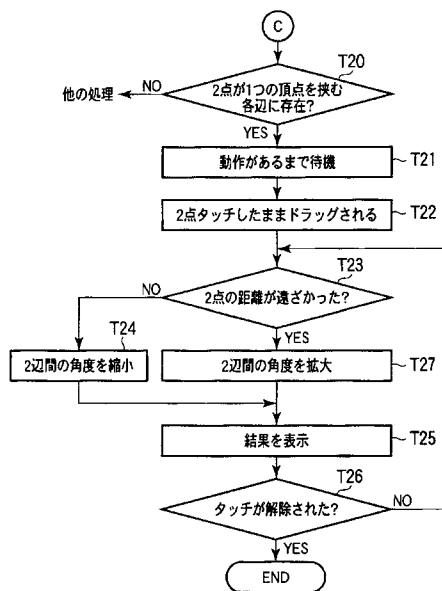 C
T20
2点が1つの頂点を挟む
各辺に存在?
NO
他の処理
YES
動作があるまで待機
T21
2点タッチしたままドラッグされる
T22
T23
2点の距離が遠ざかった?
NO
YES
T24
2辺間の角度を縮小
2辺間の角度を拡大
T27
結果を表示
T25
T26
タッチが解除された?
NO
YES
END